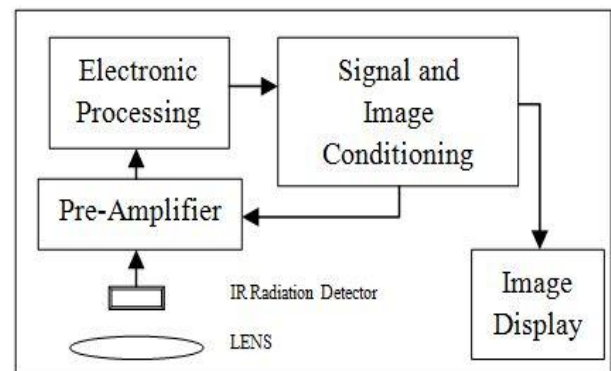 Electronic
Processing
Signal and
Image
Conditioning
Pre-Amplifier
IR Radiation Detector
LENS
Image
Display